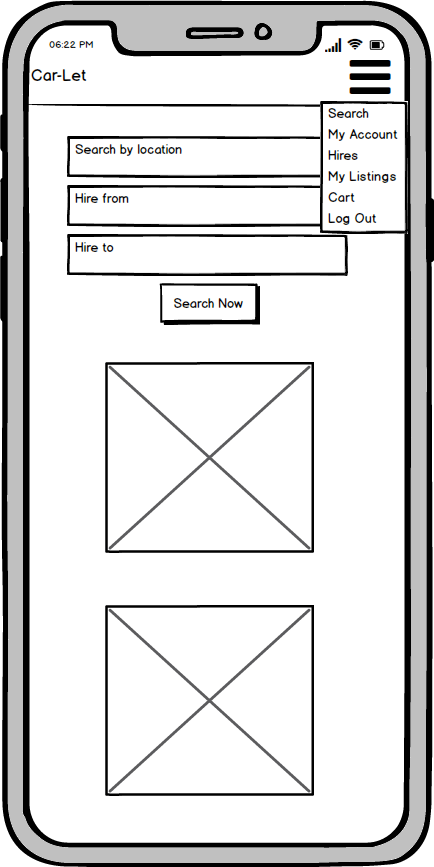 06:22 PM
Car-Let
Search
My Account
Hires
My Listings
Cart
Log Out
Search by location
Hire from
Hire to
Search Now